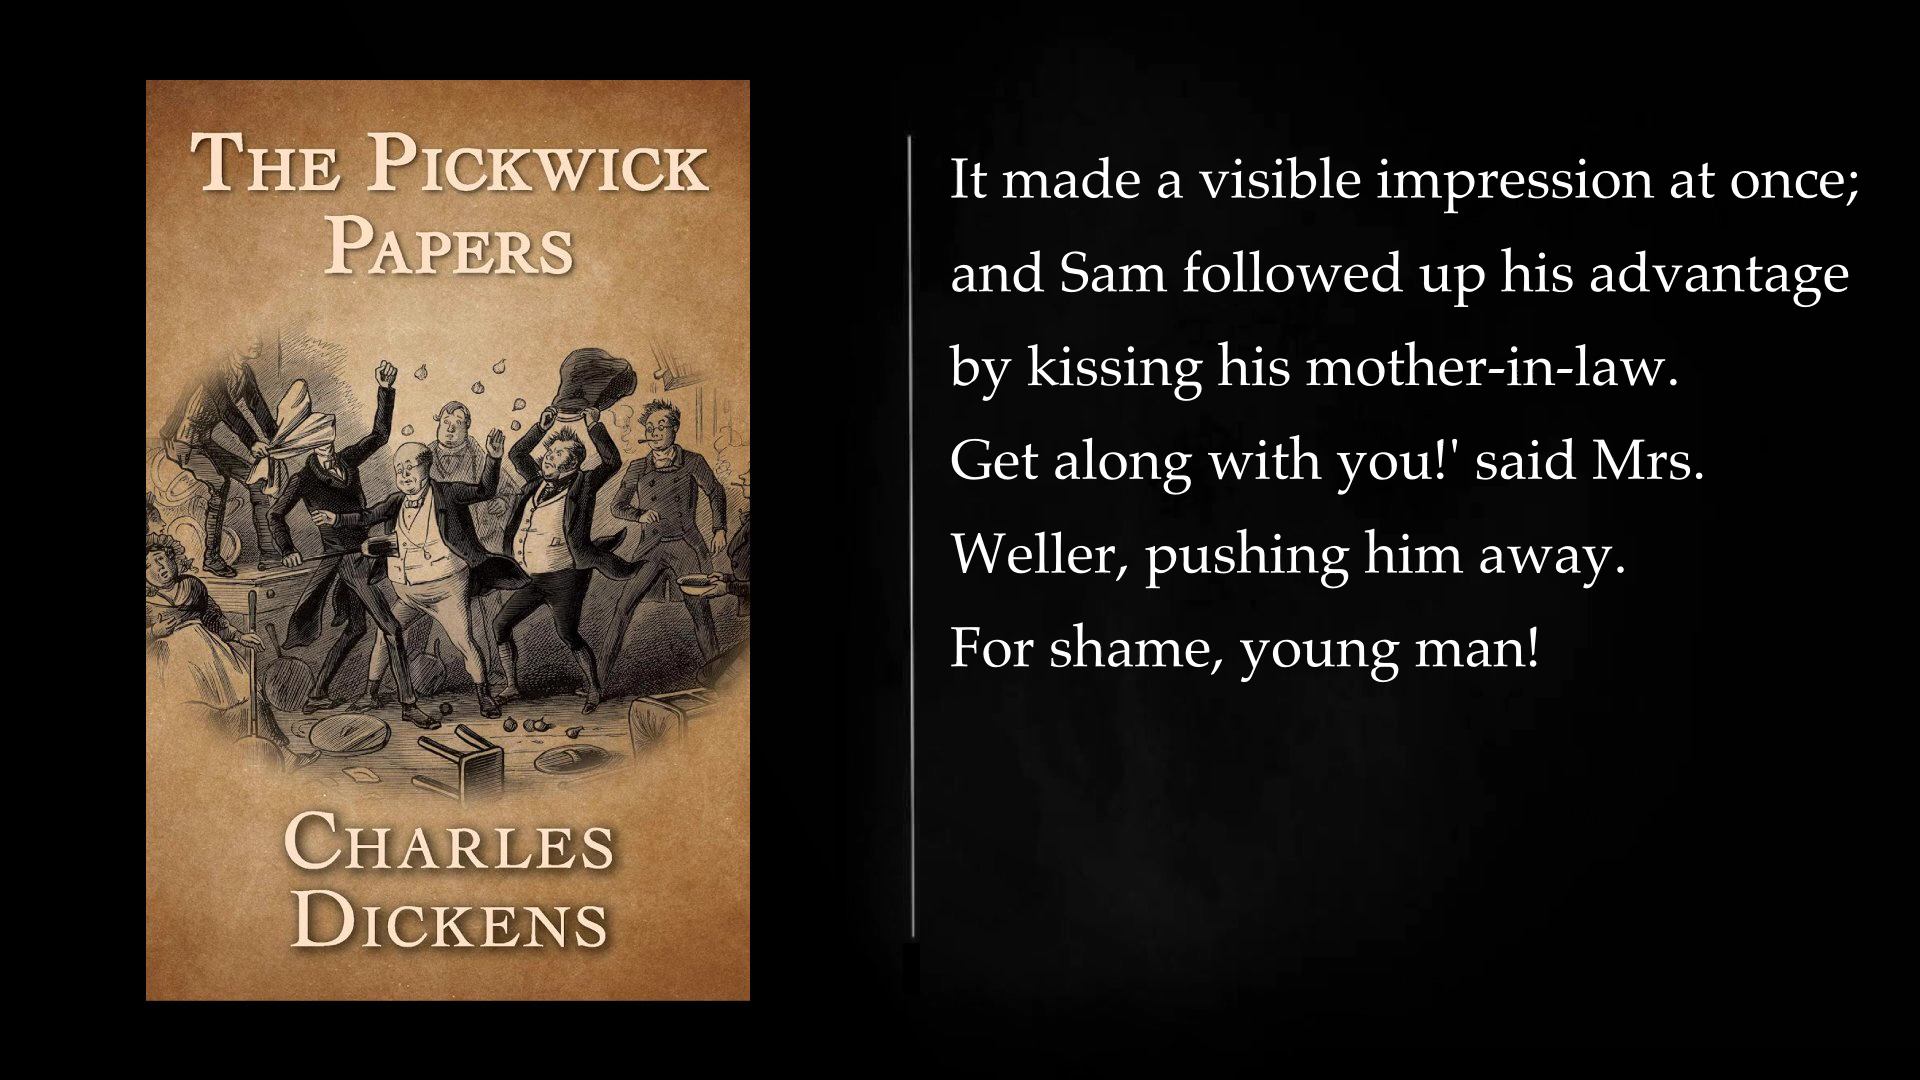 THE PICKWICK
PAPERS
CHARLES
DICKENS
It made a visible impression at once;
and Sam followed up his advantage
by kissing his mother-in-law.
Get along with you!' said Mrs.
Weller, pushing him away.
For shame, young man!